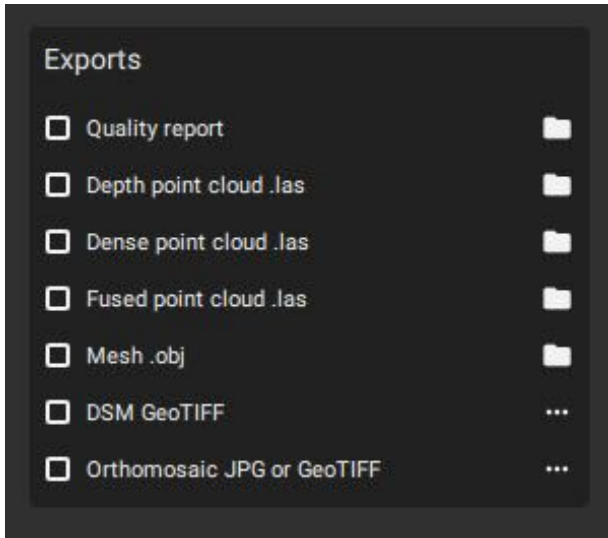 Exports
Quality report
Depth point cloud .las
Dense point cloud .las
Fused point cloud .las
Mesh .obj
DSM GeoTIFF
Orthomosaic JPG or GeoTIFF